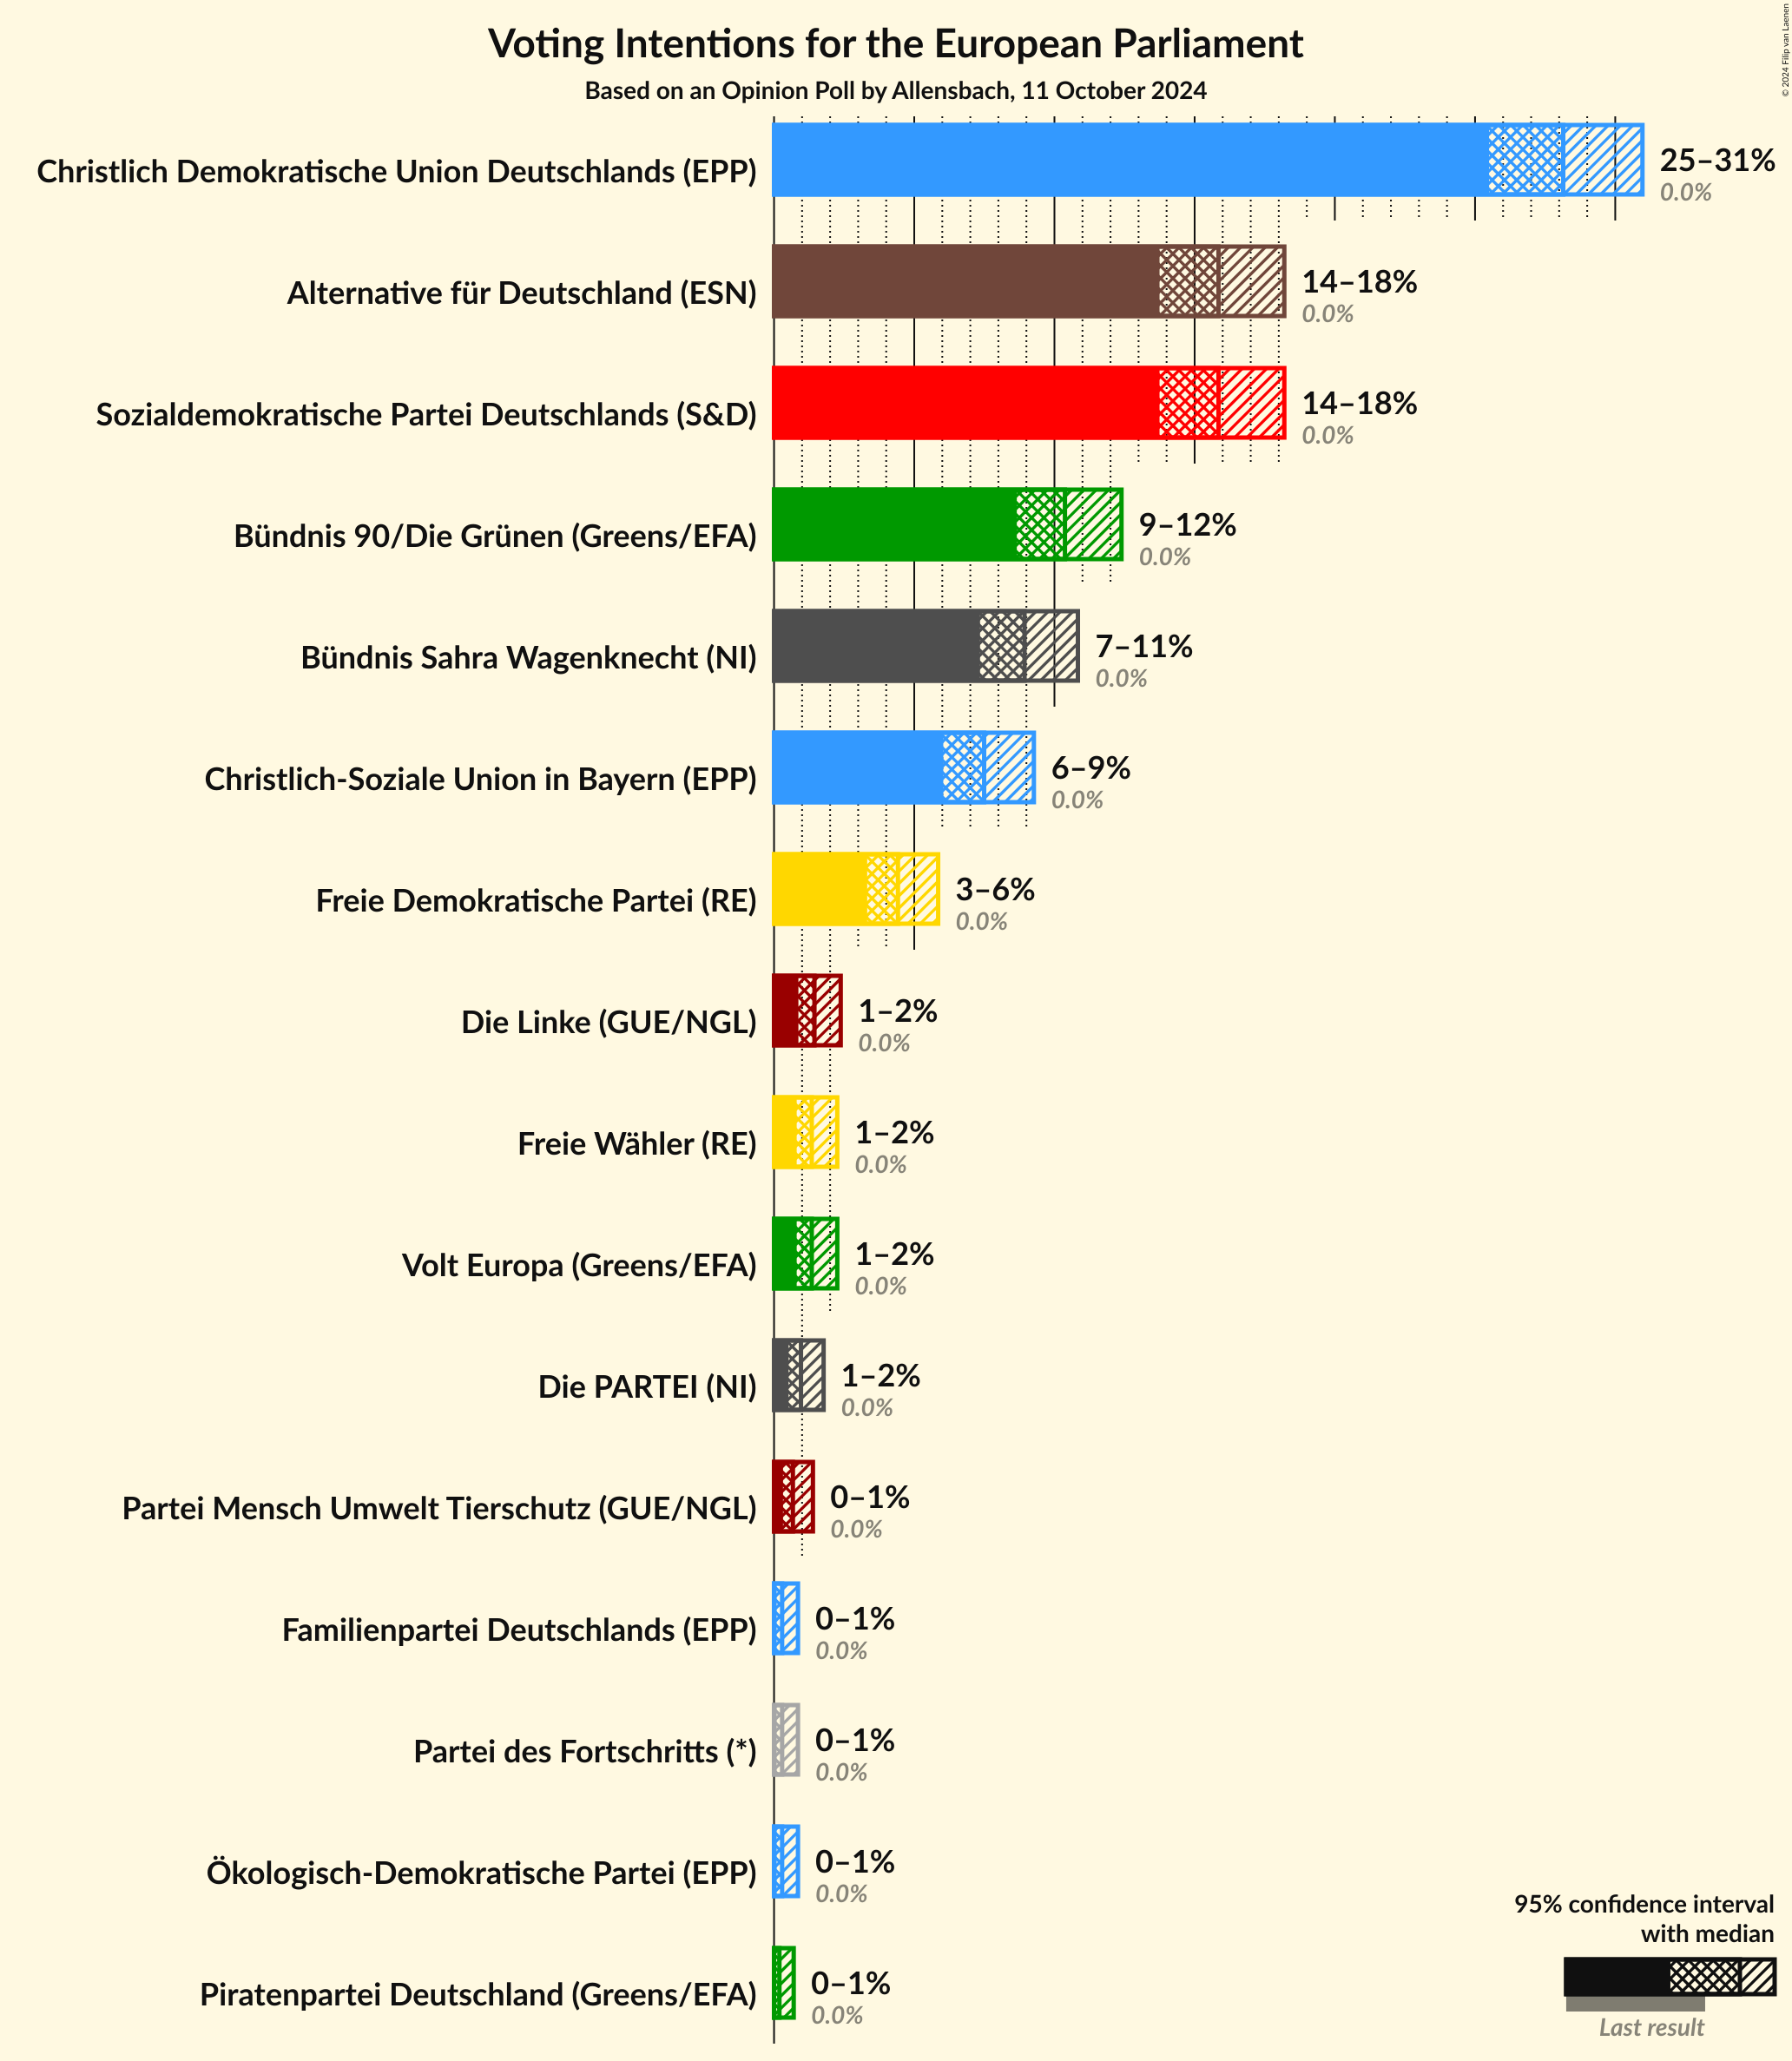 Voting Intentions for the European Parliament
Based on an Opinion Poll by Allensbach, 11 October 2024
© 2024 Filip van Laenen
Christlich Demokratische Union Deutschlands (EPP)
25–31%
0.0%
Alternative für Deutschland (ESN)
14–18%
0.0%
Sozialdemokratische Partei Deutschlands (S&D)
14–18%
0.0%
Bündnis 90/Die Grünen (Greens/EFA)
9–12%
0.0%
Bündnis Sahra Wagenknecht (NI)
7–11%
0.0%
Christlich-Soziale Union in Bayern (EPP)
6–9%
0.0%
Freie Demokratische Partei (RE)
3–6%
0.0%
Die Linke (GUE/NGL)
1–2%
0.0%
Freie Wähler (RE)
1–2%
0.0%
Volt Europa (Greens/EFA)
1–2%
0.0%
Die PARTEI (NI)
1–2%
0.0%
Partei Mensch Umwelt Tierschutz (GUE/NGL)
0–1%
0.0%
Familienpartei Deutschlands (EPP)
0–1%
0.0%
Partei des Fortschritts (*)
0–1%
0.0%
Ökologisch-Demokratische Partei (EPP)
0–1%
0.0%
Piratenpartei Deutschland (Greens/EFA)
0–1%
0.0%
95% confidence interval
with median
Last result